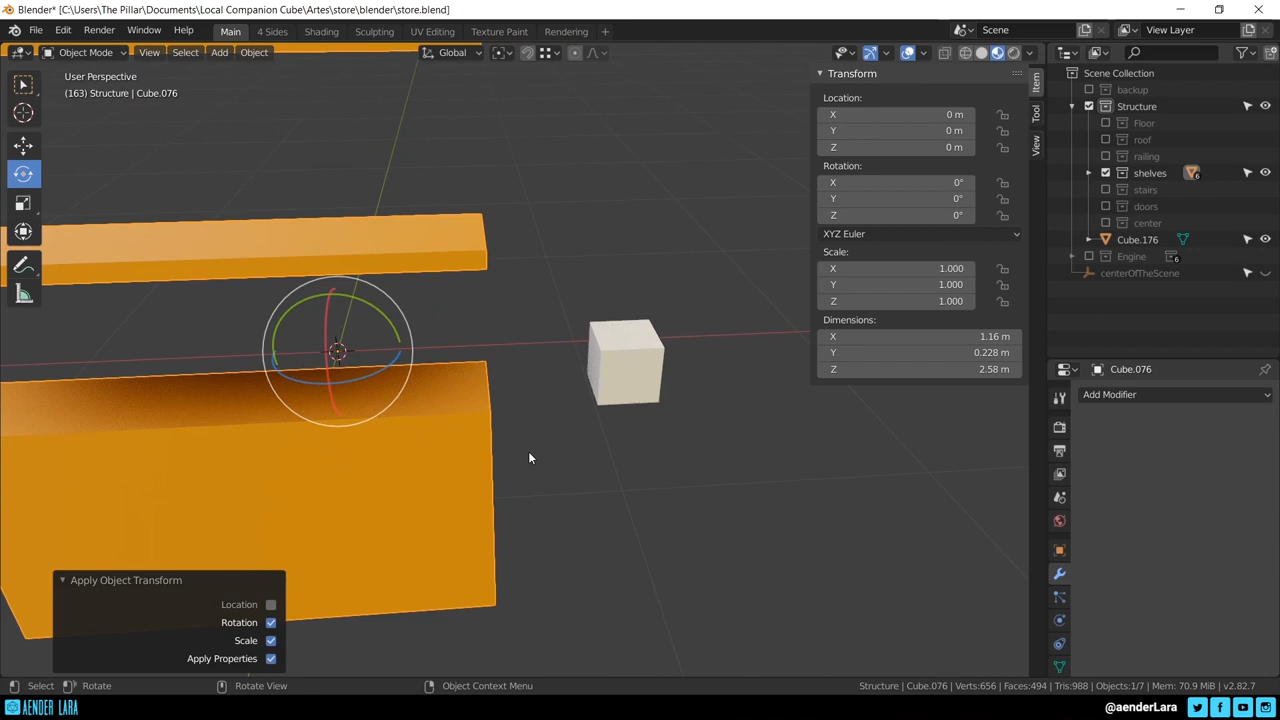 Blender* [C:\Users\The Pillar\Documents\Local Companion Cube\Artes\store\blender\store.blend]
File Edit Render Window Help Main 4 Sides Shading Sculpting UV Editing Texture Paint Rendering + Scene View Layer
Object Mode View Select Add Object Global
User Perspective
(163) Structure | Cube.076
Transform
Location:
X 0 m
Y 0 m
Z 0 m
Rotation:
X 0°
Y 0°
Z 0°
XYZ Euler
Scale:
X 1.000
Y 1.000
Z 1.000
Dimensions:
X 1.16 m
Y 0.228 m
Z 2.58 m
Item
Tool
View
Scene Collection
backup
Structure
Floor
roof
railing
shelves 6
stairs
doors
center
Cube.176
Engine 6
centerOfTheScene
Cube.076
Add Modifier
Apply Object Transform
Location
Rotation
Scale
Apply Properties
Select Rotate Rotate View Object Context Menu Structure | Cube.076 | Verts:656 | Faces:494 | Tris:988 | Objects:1/7 | Mem: 70.9 MiB | v2.82.7
AENDER LARA @aenderLara